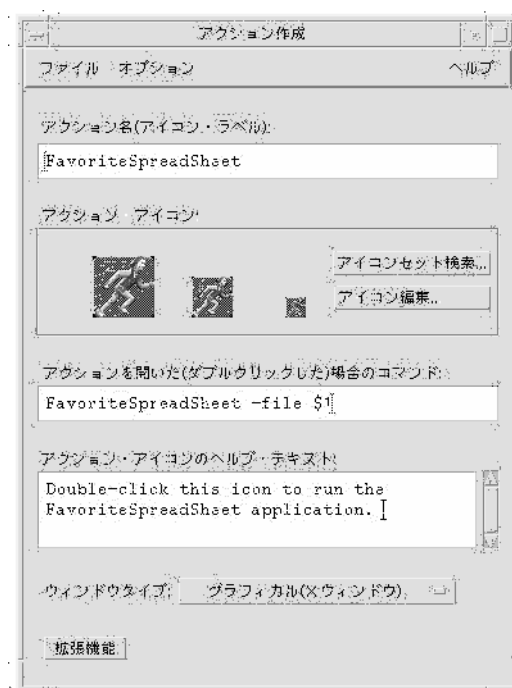 アクション作成
ファイル オプション ヘルプ
アクション名(アイコン・ラベル):
FavoriteSpreadSheet
アクション・アイコン:
アイコンセット検索...
アイコン編集...
アクションを開いた(ダブルクリックした)場合のコマンド:
FavoriteSpreadSheet -file $1
アクション・アイコンのヘルプ・テキスト:
Double-click this icon to run the
FavoriteSpreadSheet application.
ウィンドウタイプ: グラフィカル(Xウィンドウ)
拡張機能